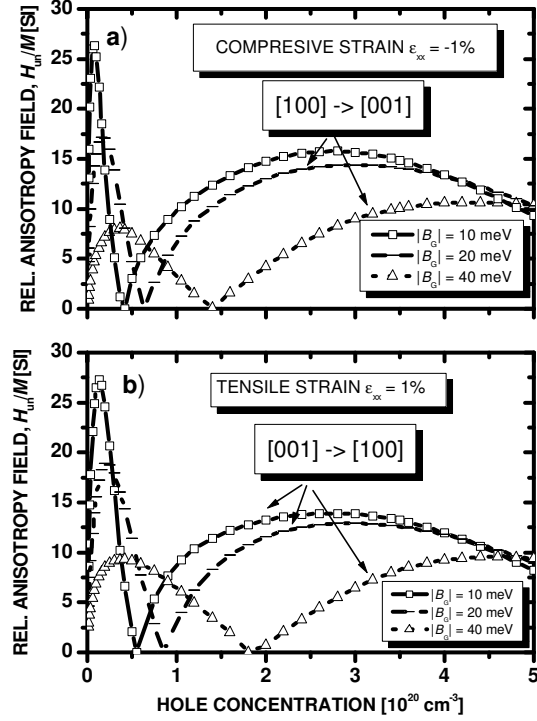 REL. ANISOTROPY FIELD, H_un/M [SI]
30
25
20
15
10
5
0
a)
COMPRESIVE STRAIN ε_xx = -1%
[100] -> [001]
|B_G| = 10 meV
|B_G| = 20 meV
|B_G| = 40 meV
REL. ANISOTROPY FIELD, H_un/M [SI]
30
25
20
15
10
5
0
b)
TENSILE STRAIN ε_xx = 1%
[001] -> [100]
|B_G| = 10 meV
|B_G| = 20 meV
|B_G| = 40 meV
0 1 2 3 4 5
HOLE CONCENTRATION [10^20 cm^-3]